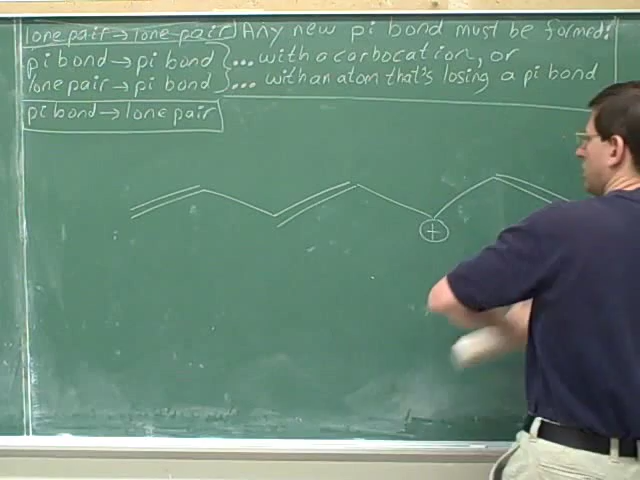 lone pair → lone pair Any new pi bond must be formed:
pi bond → pi bond ... with a carbocation, or
lone pair → pi bond ... with an atom that's losing a pi bond
pi bond → lone pair
+